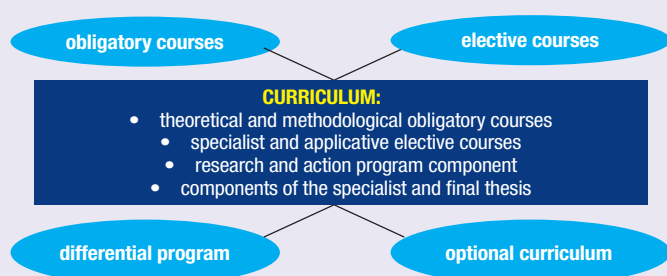 obligatory courses
elective courses
CURRICULUM:
• theoretical and methodological obligatory courses
• specialist and applicative elective courses
• research and action program component
• components of the specialist and final thesis
differential program
optional curriculum